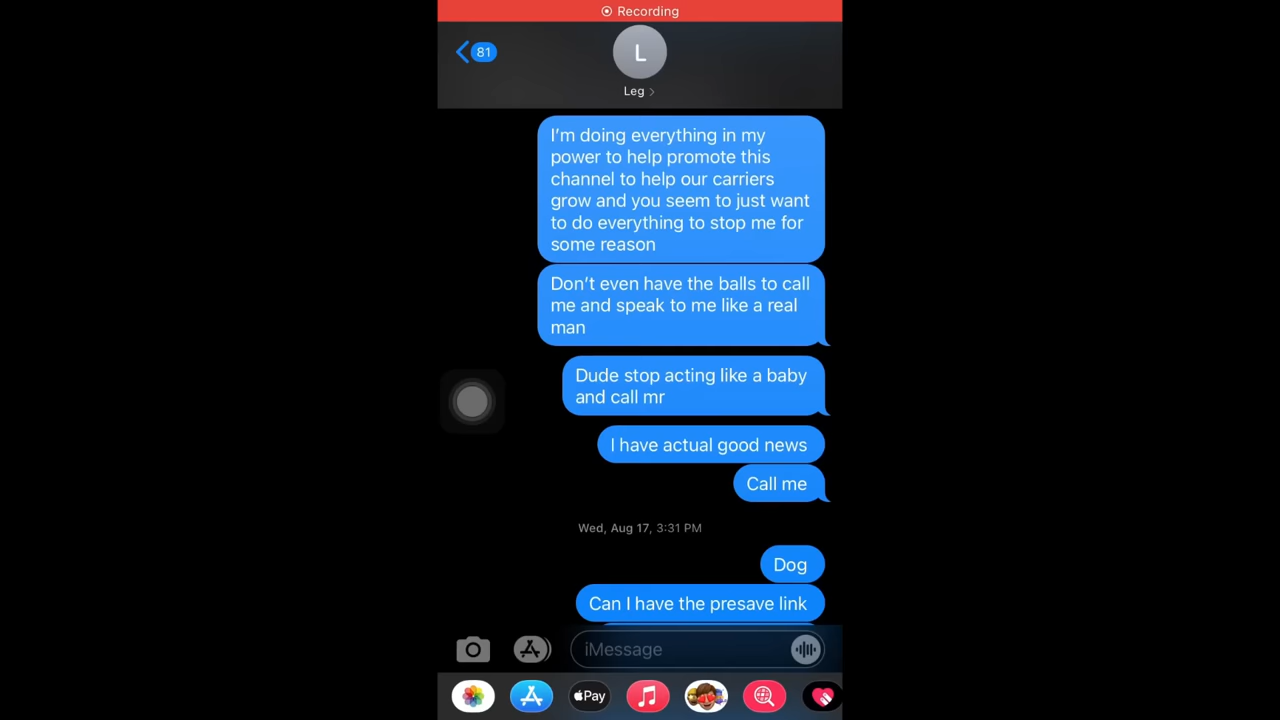 Recording
81
L
Leg
I'm doing everything in my
power to help promote this
channel to help our carriers
grow and you seem to just want
to do everything to stop me for
some reason
Don't even have the balls to call
me and speak to me like a real
man
Dude stop acting like a baby
and call mr
I have actual good news
Call me
Wed, Aug 17, 3:31 PM
Dog
Can I have the presave link
iMessage
Pay